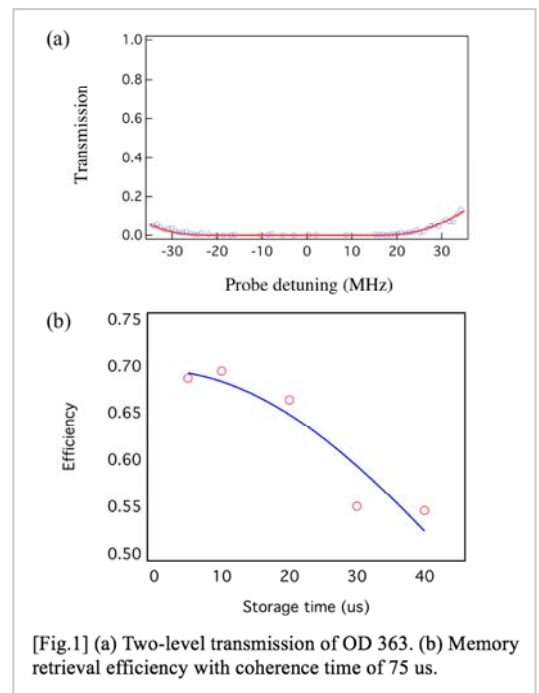 (a)
1.0
0.8
0.6
0.4
0.2
0.0
Transmission
-30 -20 -10 0 10 20 30
Probe detuning (MHz)
(b)
0.75
0.70
0.65
0.60
0.55
0.50
Efficiency
0 10 20 30 40
Storage time (us)
[Fig.1] (a) Two-level transmission of OD 363. (b) Memory
retrieval efficiency with coherence time of 75 us.